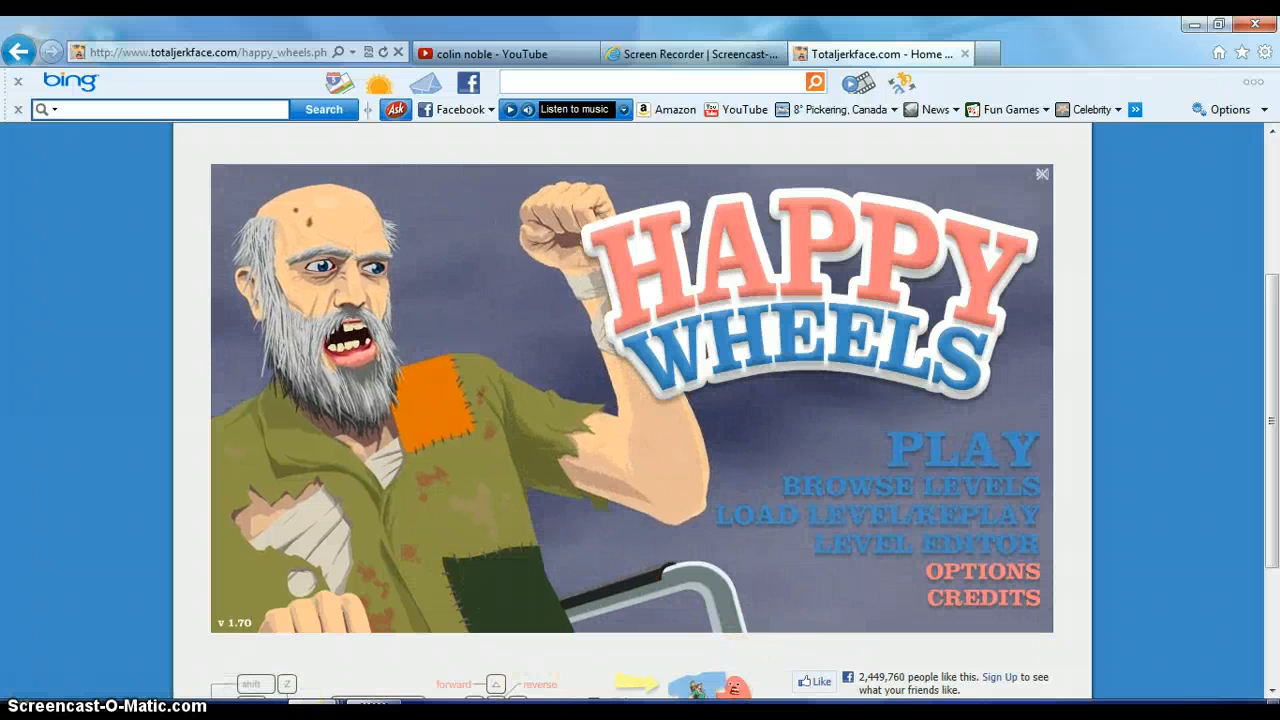 http://www.totaljerkface.com/happy_wheels.ph
colin noble - YouTube
Screen Recorder | Screencast-...
Totaljerkface.com - Home ...
bing
Search
Ask
Facebook
Listen to music
Amazon
YouTube
8° Pickering, Canada
News
Fun Games
Celebrity
Options
HAPPY
WHEELS
PLAY
BROWSE LEVELS
LOAD LEVEL/REPLAY
LEVEL EDITOR
OPTIONS
CREDITS
v 1.70
shift
Z
forward
reverse
Like
2,449,760 people like this. Sign Up to see
what your friends like.
Screencast-O-Matic.com